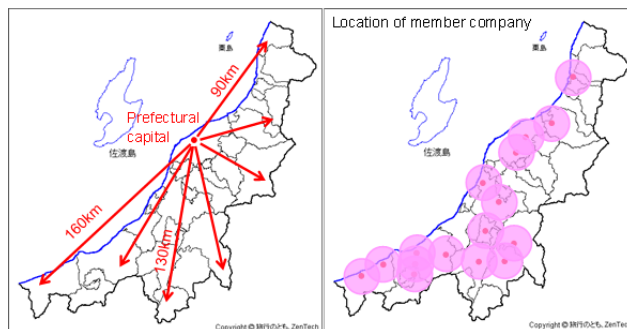 粟島
90km
Prefectural
capital
佐渡島
160km
130km
Copyright © 旅行のとも、ZenTech
Location of member company
粟島
佐渡島
Copyright © 旅行のとも、ZenTech